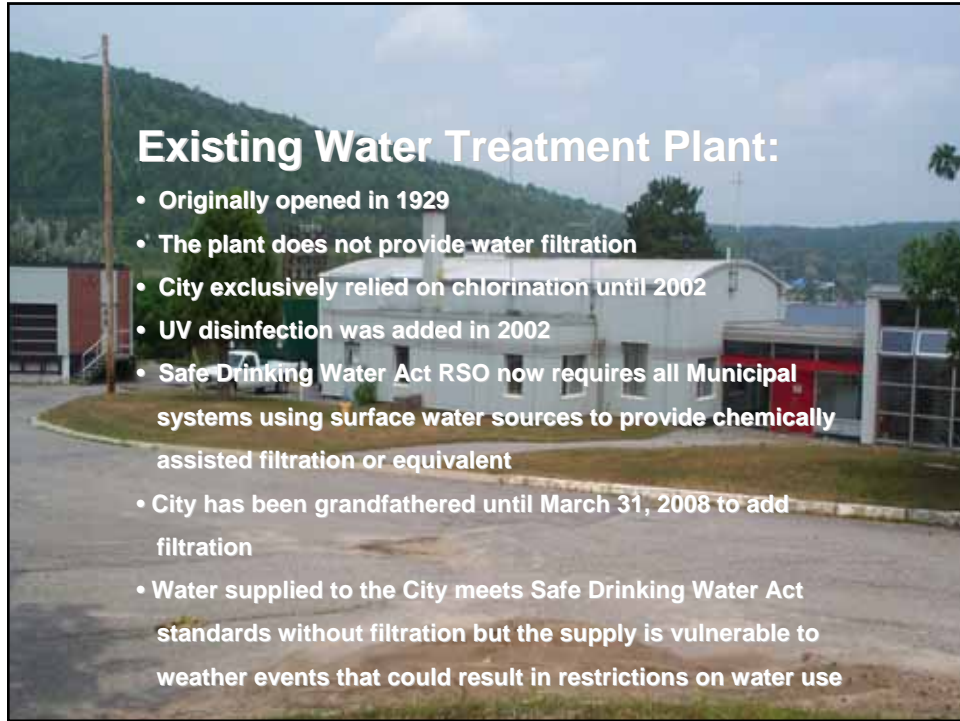 Existing Water Treatment Plant:
• Originally opened in 1929
• The plant does not provide water filtration
• City exclusively relied on chlorination until 2002
• UV disinfection was added in 2002
• Safe Drinking Water Act RSO now requires all Municipal
systems using surface water sources to provide chemically
assisted filtration or equivalent
• City has been grandfathered until March 31, 2008 to add
filtration
• Water supplied to the City meets Safe Drinking Water Act
standards without filtration but the supply is vulnerable to
weather events that could result in restrictions on water use